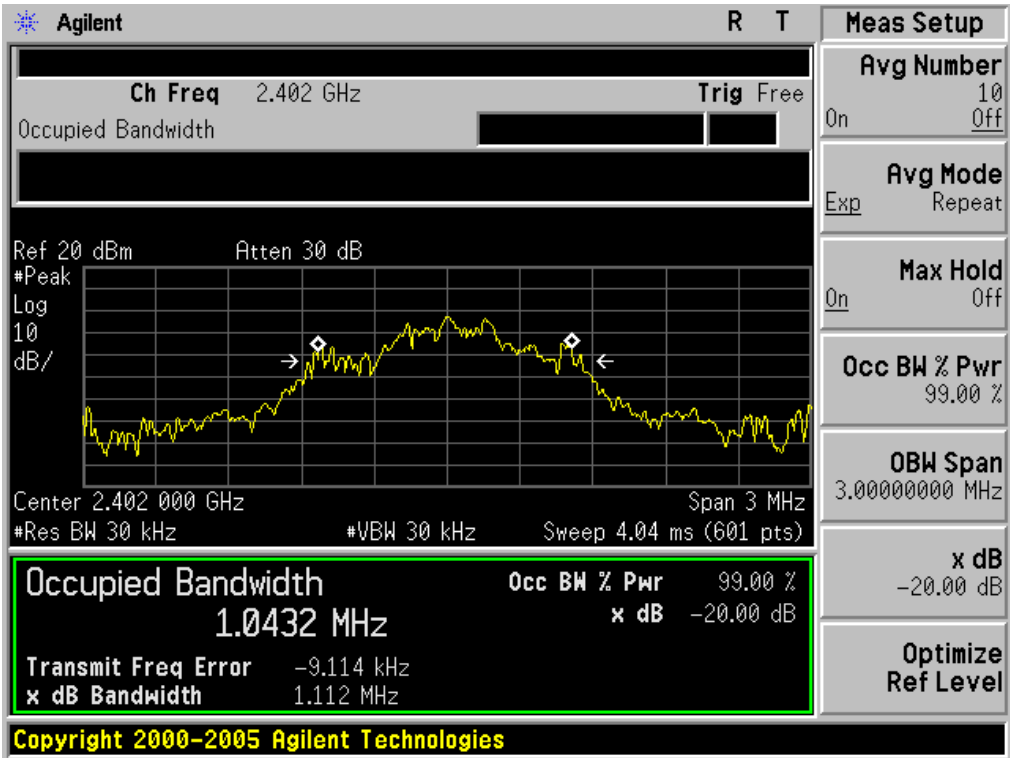 Agilent R T
Ch Freq 2.402 GHz Trig Free
Occupied Bandwidth
Ref 20 dBm Atten 30 dB
#Peak
Log
10
dB/
Center 2.402 000 GHz Span 3 MHz
#Res BW 30 kHz #VBW 30 kHz Sweep 4.04 ms (601 pts)
Occupied Bandwidth Occ BW % Pwr 99.00 %
1.0432 MHz x dB -20.00 dB
Transmit Freq Error -9.114 kHz
x dB Bandwidth 1.112 MHz
Copyright 2000-2005 Agilent Technologies
Meas Setup
Avg Number
10
On Off
Avg Mode
Exp Repeat
Max Hold
On Off
Occ BW % Pwr
99.00 %
OBW Span
3.00000000 MHz
x dB
-20.00 dB
Optimize
Ref Level